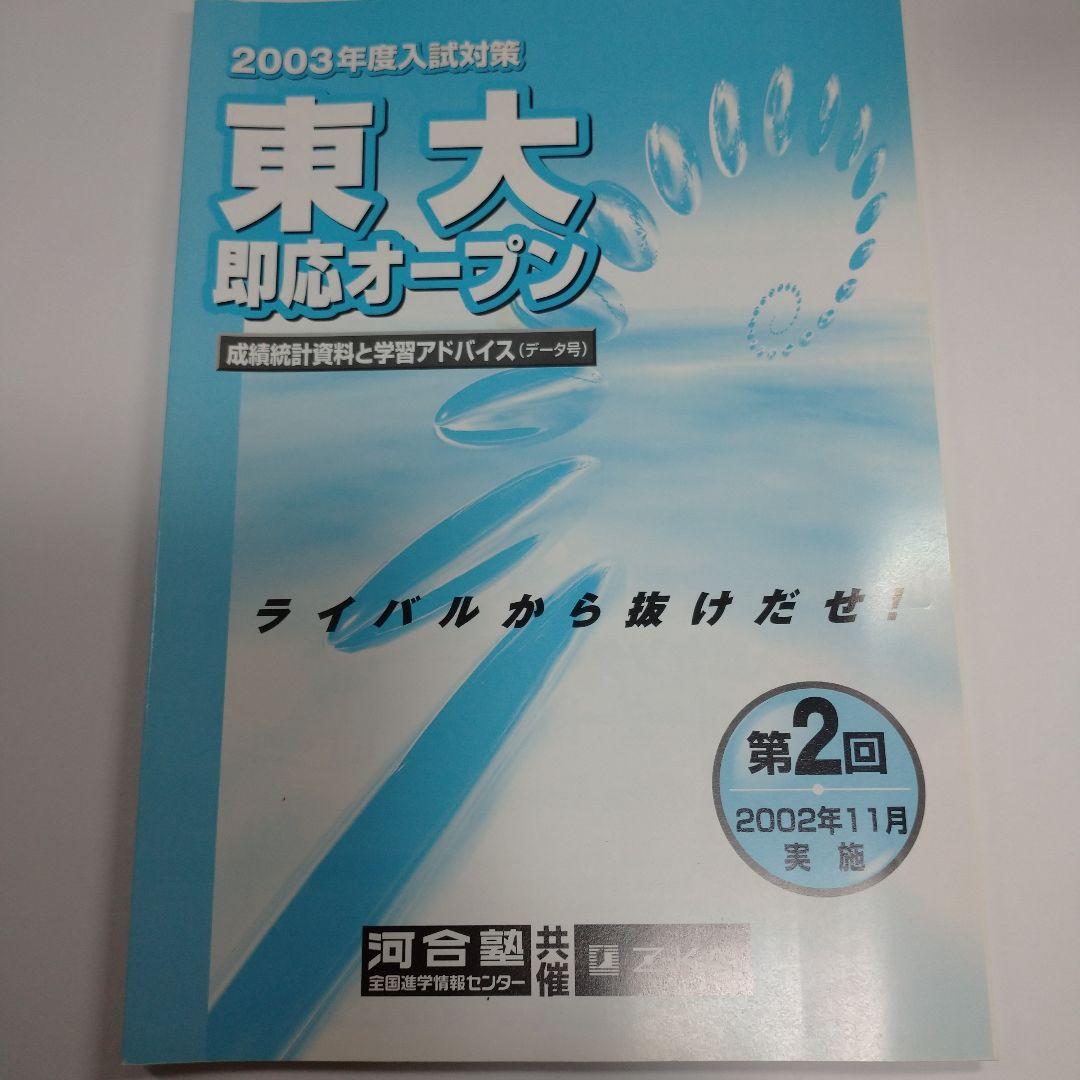 2003年度入試対策
東大
即応オープン
成績統計資料と学習アドバイス(データ号)
ライバルから抜けだせ!
第2回
2002年11月
実施
河合塾
全国進学情報センター
共催